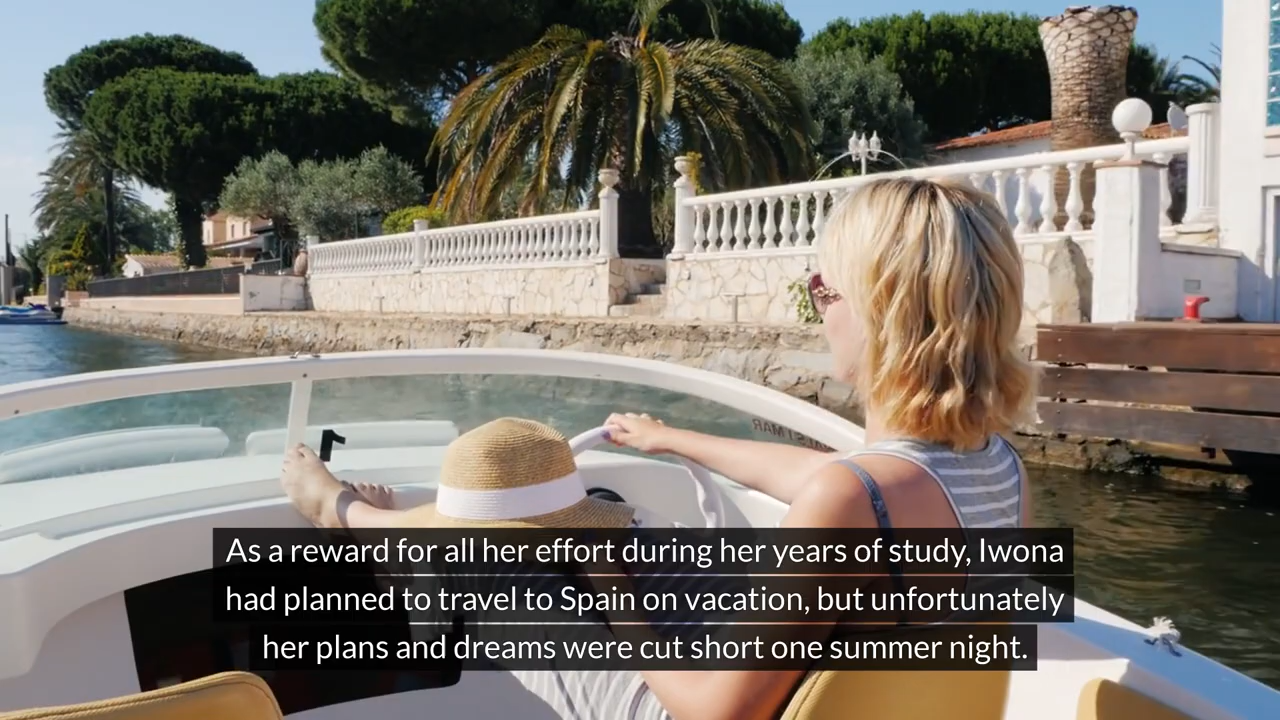 As a reward for all her effort during her years of study, Iwona
had planned to travel to Spain on vacation, but unfortunately
her plans and dreams were cut short one summer night.